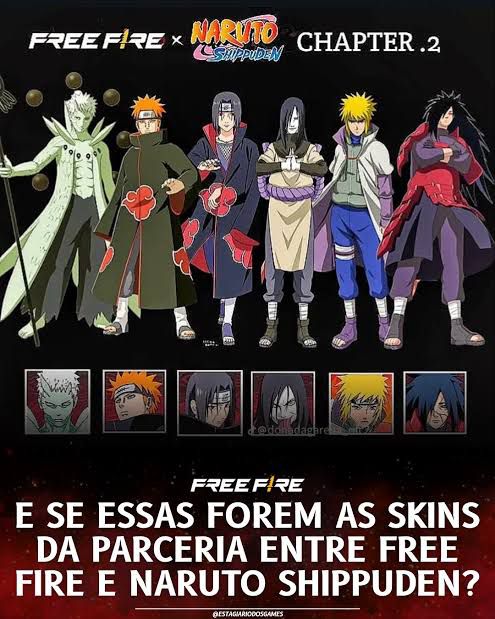 FREE FIRE × NARUTO SHIPPUDEN CHAPTER .2
FREE FIRE
E SE ESSAS FOREM AS SKINS
DA PARCERIA ENTRE FREE
FIRE E NARUTO SHIPPUDEN?
@ESTAGIARIODOSGAMES